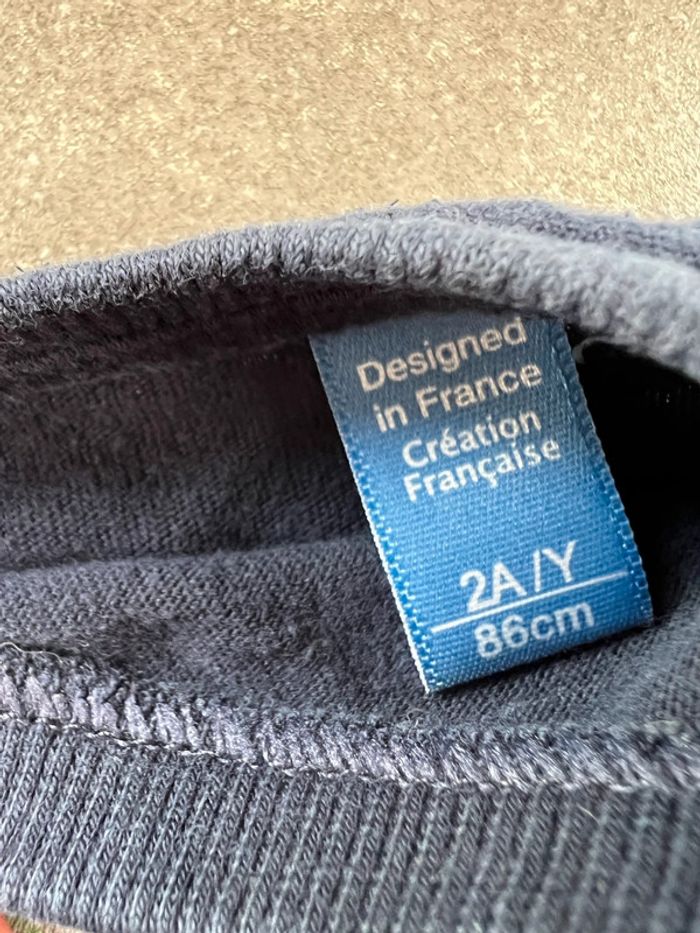 Designed
in France
Création
Française
2A/Y
86cm